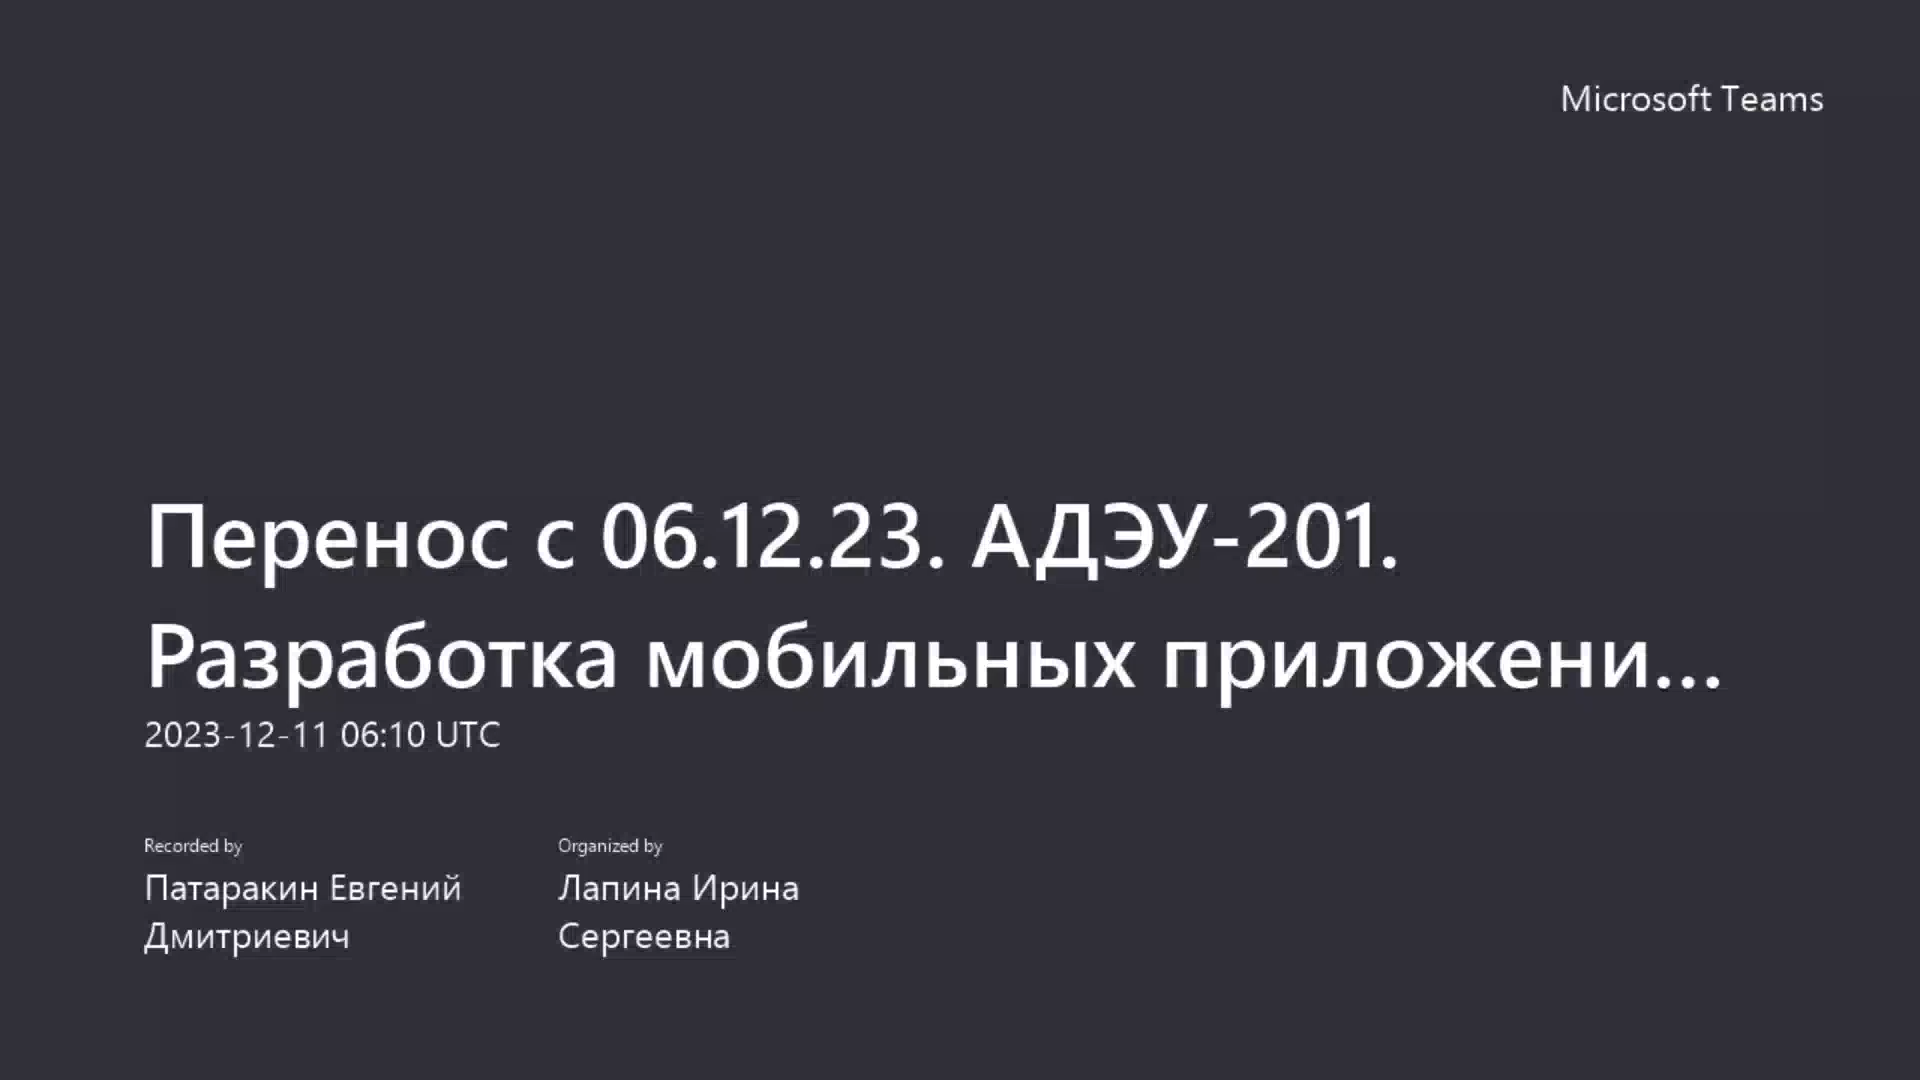 Microsoft Teams
Перенос с 06.12.23. АДЭУ-201.
Разработка мобильных приложени...
2023-12-11 06:10 UTC
Recorded by
Патаракин Евгений
Дмитриевич
Organized by
Лапина Ирина
Сергеевна